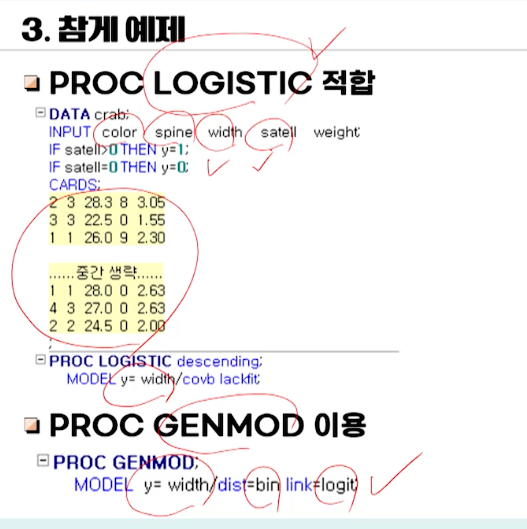 3. 참게 예제
PROC LOGISTIC 적합
DATA crab;
INPUT color spine width satell weight;
IF satell>0 THEN y=1;
IF satell=0 THEN y=0;
CARDS;
2 3 28.3 8 3.05
3 3 22.5 0 1.55
1 1 26.0 9 2.30
......중간 생략......
1 1 28.0 0 2.63
4 3 27.0 0 2.63
2 2 24.5 0 2.00
;
PROC LOGISTIC descending;
MODEL y= width/covb lackfit;
PROC GENMOD 이용
PROC GENMOD;
MODEL y= width/dist=bin link=logit;